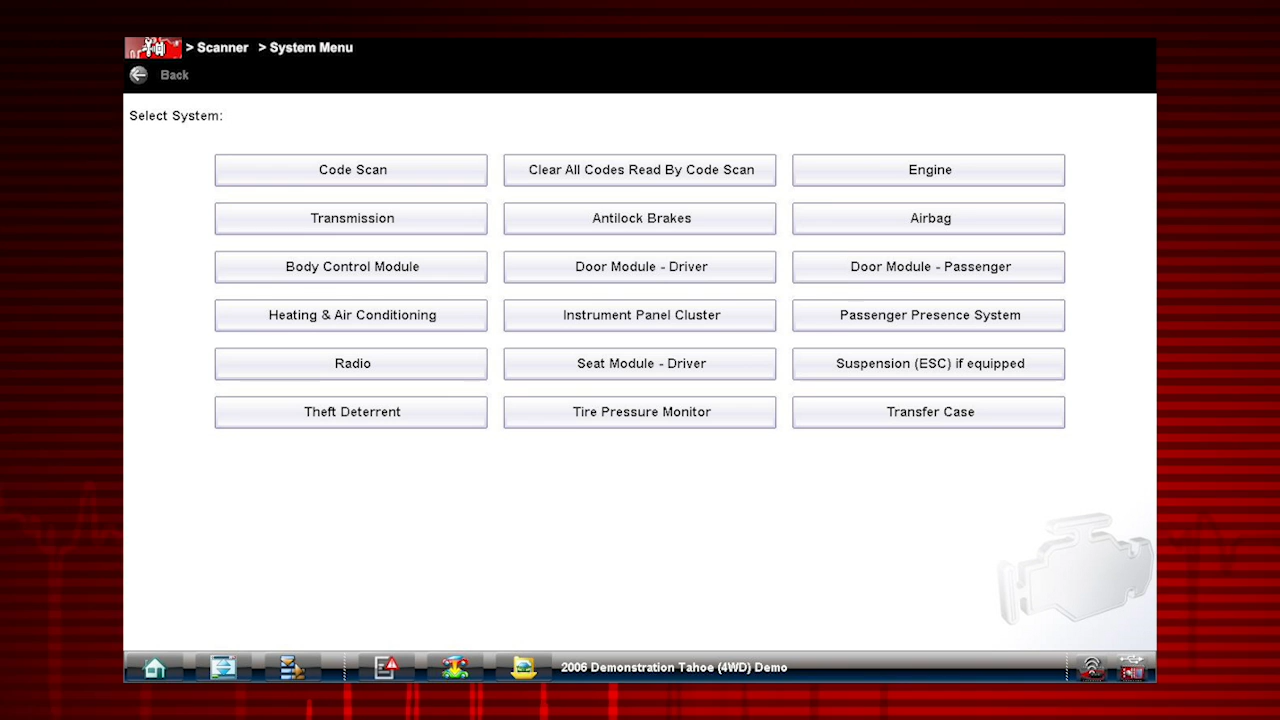 > Scanner > System Menu
Back
Select System:
Code Scan
Clear All Codes Read By Code Scan
Engine
Transmission
Antilock Brakes
Airbag
Body Control Module
Door Module - Driver
Door Module - Passenger
Heating & Air Conditioning
Instrument Panel Cluster
Passenger Presence System
Radio
Seat Module - Driver
Suspension (ESC) if equipped
Theft Deterrent
Tire Pressure Monitor
Transfer Case
2006 Demonstration Tahoe (4WD) Demo